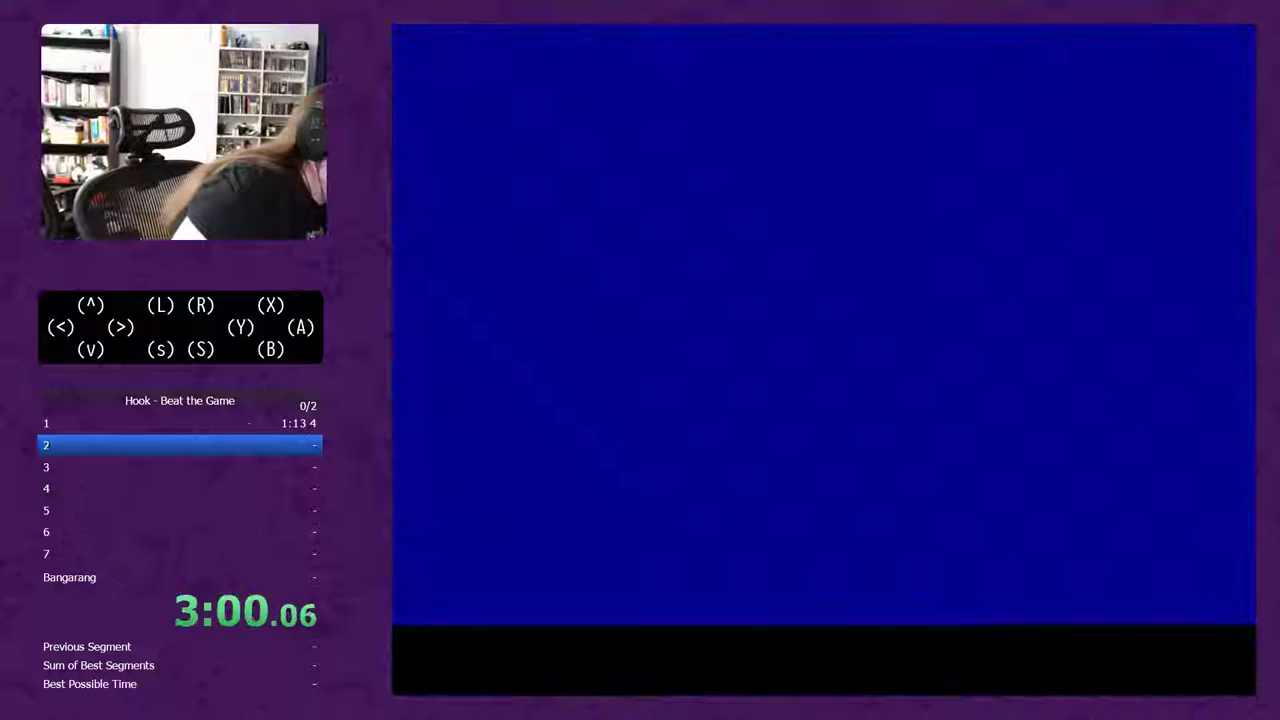 (^) (L) (R) (X)
(<) (>) (Y) (A)
(v) (s) (S) (B)
Hook - Beat the Game
0/2
1 - 1:13 4
2 -
3 -
4 -
5 -
6 -
7 -
Bangarang -
3:00.06
Previous Segment -
Sum of Best Segments -
Best Possible Time -